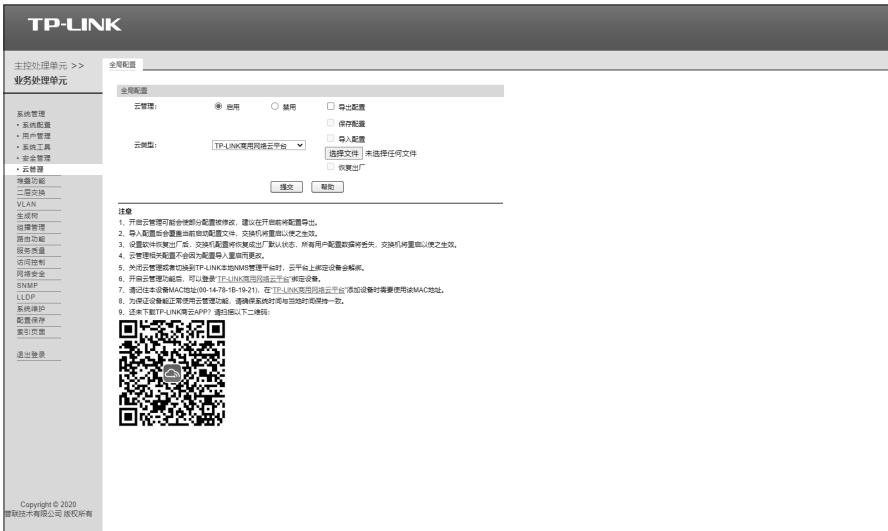 TP-LINK
主控处理单元 >>
业务处理单元
系统管理
• 系统配置
• 用户管理
• 系统工具
• 安全管理
• 云管理
堆叠功能
二层交换
VLAN
生成树
组播管理
路由功能
服务质量
访问控制
网络安全
SNMP
LLDP
系统维护
配置保存
索引页面
退出登录
Copyright © 2020
普联技术有限公司 版权所有
全局配置
全局配置
云管理: 启用 禁用 导出配置
保存配置
导入配置
云类型: TP-LINK商用网络云平台
选择文件 未选择任何文件
恢复出厂
提交 帮助
注意
1、开启云管理可能会使部分配置被修改，建议在开启前将配置导出。
2、导入配置后会覆盖当前启动配置文件，交换机将重启以使之生效。
3、设置软件恢复出厂后，交换机配置将恢复成出厂默认状态，所有用户配置数据将丢失，交换机将重启以使之生效。
4、云管理相关配置不会因为配置导入重启而更改。
5、关闭云管理或者切换到TP-LINK本地NMS管理平台时，云平台上绑定设备会解绑。
6、开启云管理功能后，可以登录"TP-LINK商用网络云平台"绑定设备。
7、请记住本设备MAC地址(00-14-78-1B-19-21)，在"TP-LINK商用网络云平台"添加设备时需要使用该MAC地址。
8、为保证设备能正常使用云管理功能，请确保系统时间与当地时间保持一致。
9、还未下载TP-LINK商云APP？请扫描以下二维码：